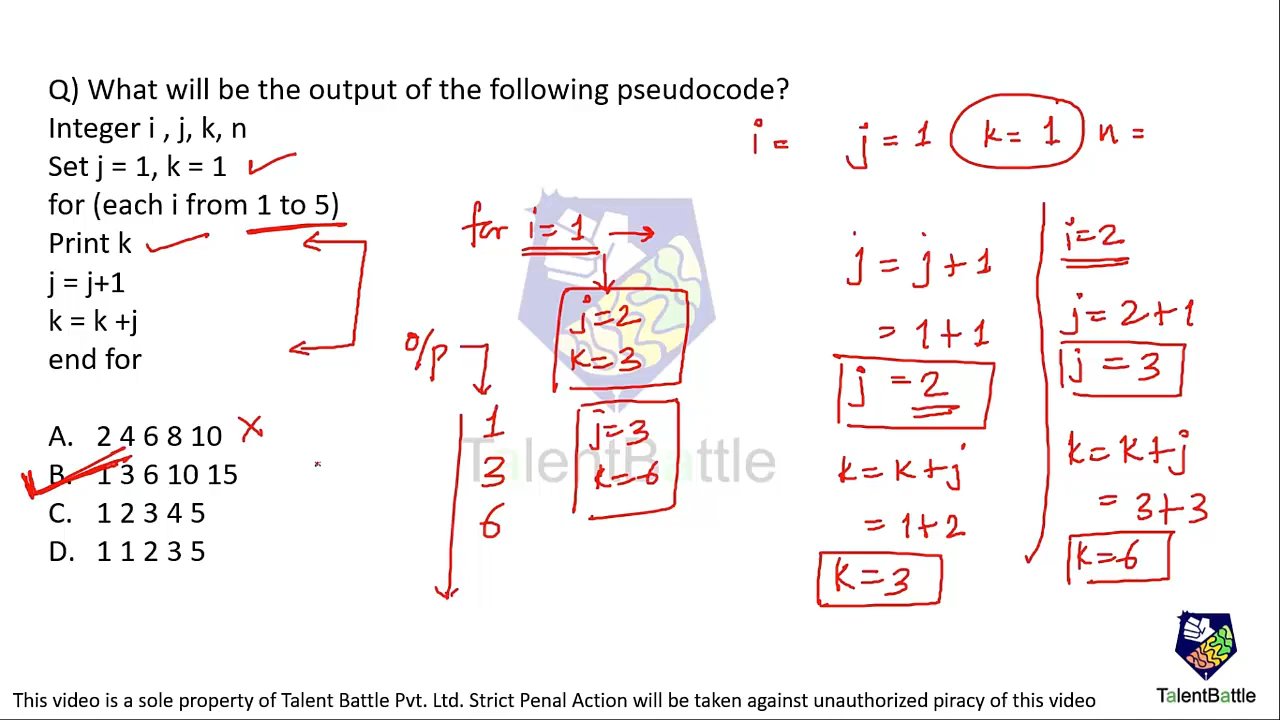 Q) What will be the output of the following pseudocode?
Integer i , j, k, n
Set j = 1, k = 1
for (each i from 1 to 5)
Print k
j = j+1
k = k +j
end for
A. 2 4 6 8 10
B. 1 3 6 10 15
C. 1 2 3 4 5
D. 1 1 2 3 5
i = j = 1 k = 1 n =
for i = 1
j = 2
k = 3
o/p
1
3
6
j = 3
k = 6
j = j + 1
= 1 + 1
j = 2
k = k + j
= 1 + 2
k = 3
i = 2
j = 2 + 1
j = 3
k = k + j
= 3 + 3
k = 6
TalentBattle
TalentBattle
This video is a sole property of Talent Battle Pvt. Ltd. Strict Penal Action will be taken against unauthorized piracy of this video